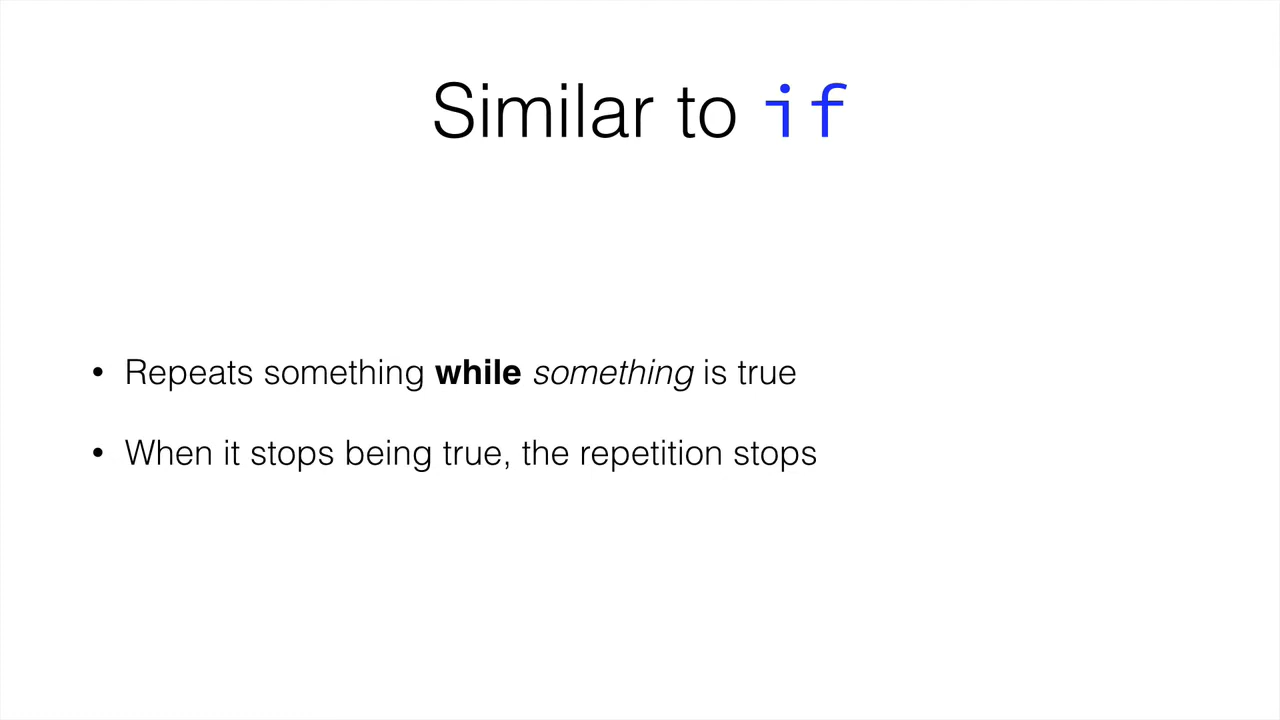 Similar to if
• Repeats something while something is true
• When it stops being true, the repetition stops